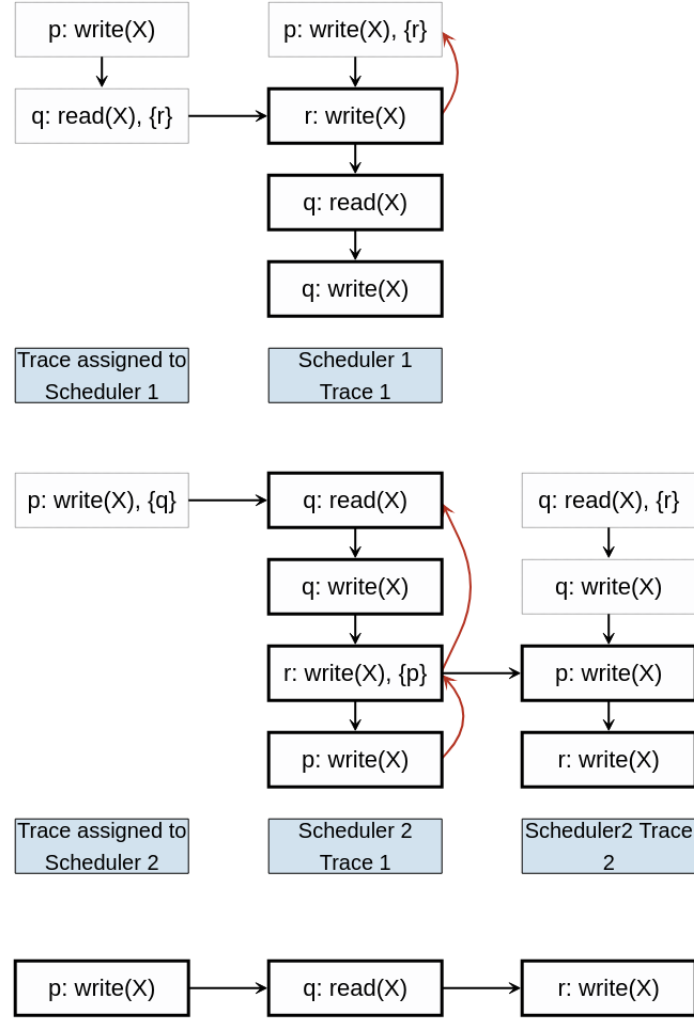 p: write(X)
p: write(X), {r}
q: read(X), {r}
r: write(X)
q: read(X)
q: write(X)
Trace assigned to
Scheduler 1
Scheduler 1
Trace 1
p: write(X), {q}
q: read(X)
q: read(X), {r}
q: write(X)
q: write(X)
r: write(X), {p}
p: write(X)
p: write(X)
r: write(X)
Trace assigned to
Scheduler 2
Scheduler 2
Trace 1
Scheduler2 Trace
2
p: write(X)
q: read(X)
r: write(X)